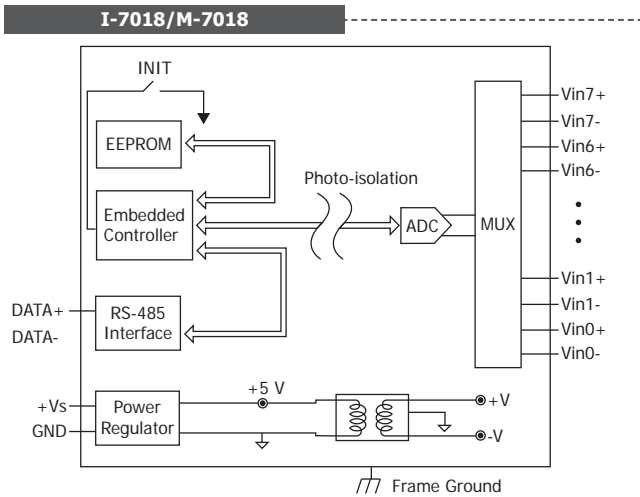 I-7018/M-7018
INIT
EEPROM
Embedded
Controller
Photo-isolation
ADC
MUX
Vin7+
Vin7-
Vin6+
Vin6-
Vin1+
Vin1-
Vin0+
Vin0-
DATA+
DATA-
RS-485
Interface
+Vs
GND
Power
Regulator
+5 V
+V
-V
Frame Ground